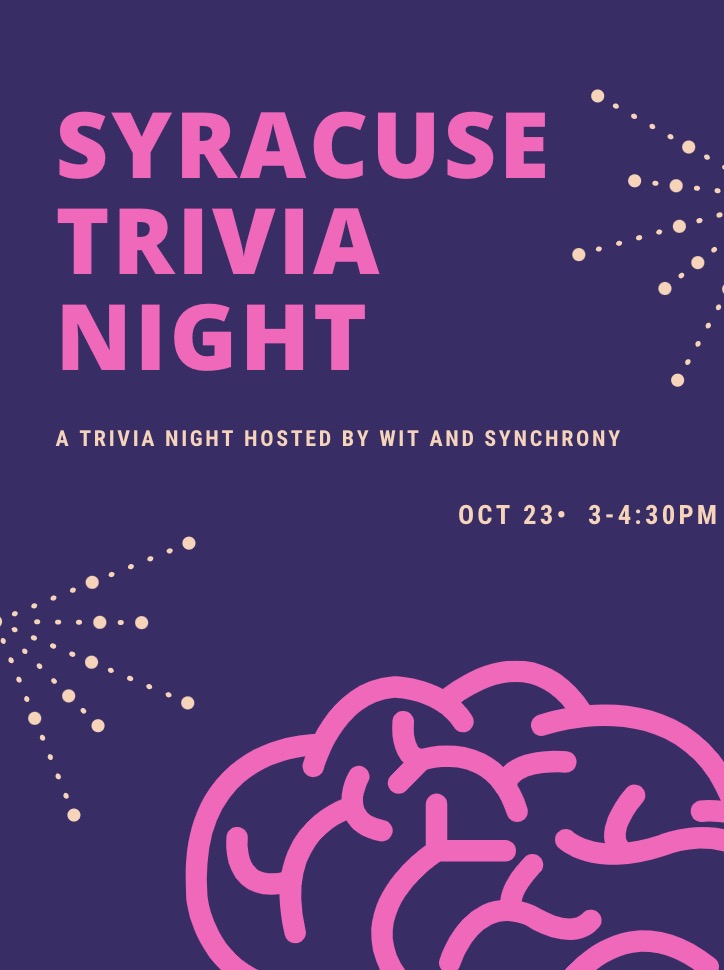 SYRACUSE
TRIVIA
NIGHT
A TRIVIA NIGHT HOSTED BY WIT AND SYNCHRONY
OCT 23• 3-4:30PM